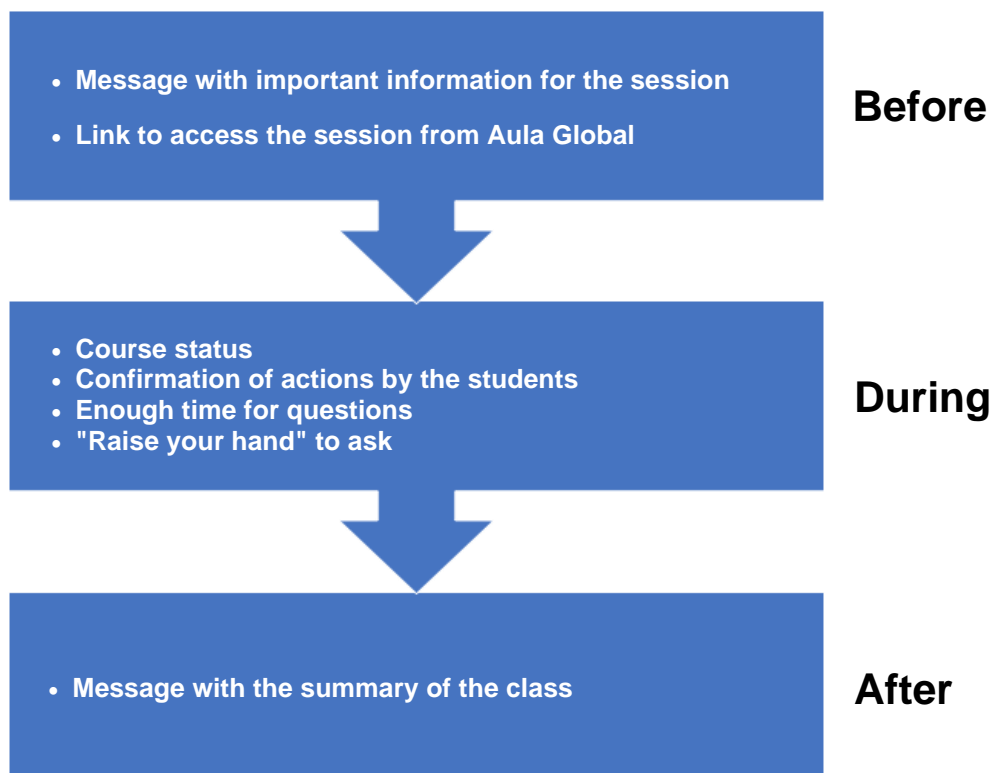 • Message with important information for the session
• Link to access the session from Aula Global
Before
• Course status
• Confirmation of actions by the students
• Enough time for questions
• "Raise your hand" to ask
During
• Message with the summary of the class
After